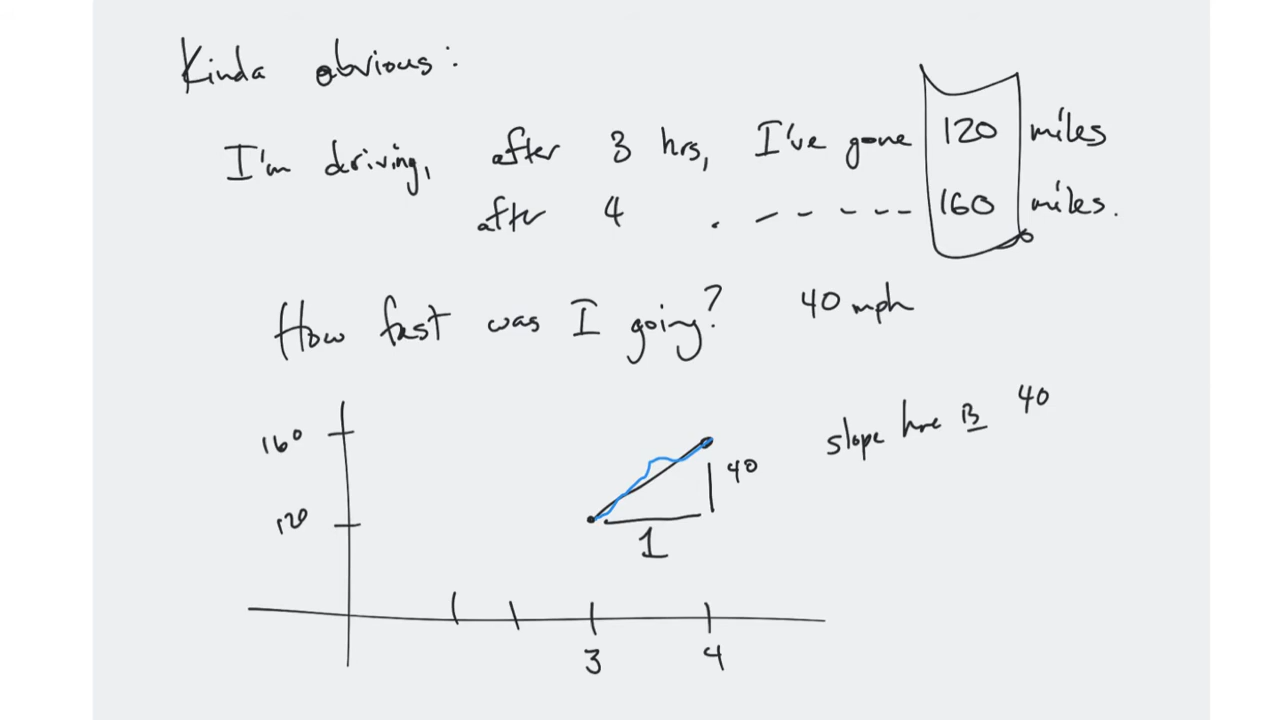 Kinda obvious:
I'm driving, after 3 hrs, I've gone 120 miles
after 4 . - - - - - 160 miles.
How fast was I going? 40 mph
slope here is 40
160
40
120
1
3 4